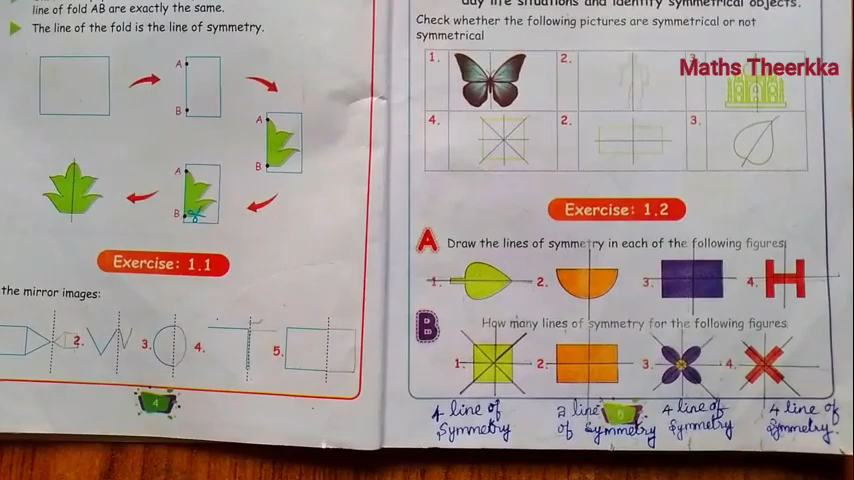 line of fold AB are exactly the same.
The line of the fold is the line of symmetry.
A
B
A
B
A
B
Exercise: 1.1
the mirror images:
2.
3.
4.
5.
4
day life situations and identify symmetrical objects.
Check whether the following pictures are symmetrical or not
symmetrical
1.
2.
3.
Maths Theerkka
4.
2.
3.
Exercise: 1.2
A Draw the lines of symmetry in each of the following figures
1.
2.
3.
4.
B How many lines of symmetry for the following figures
1.
2.
3.
4.
4 line of
Symmetry
2 line
of symmetry
4 line of
Symmetry
4 line of
Symmetry.